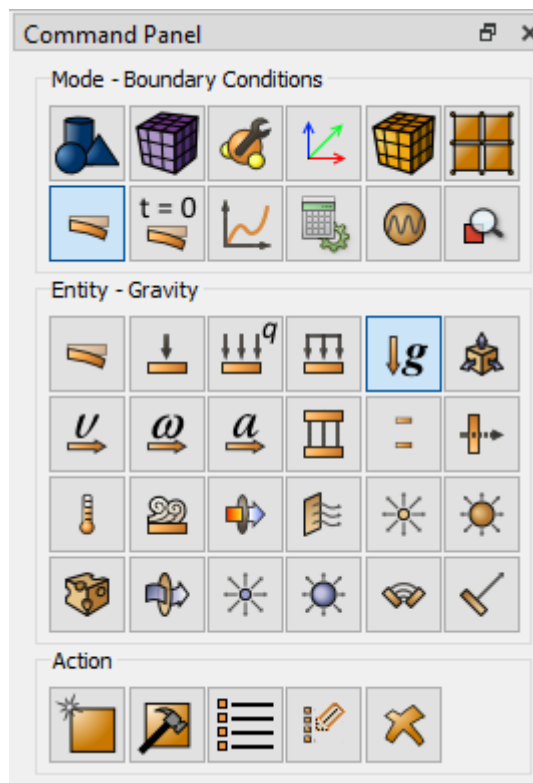 Command Panel
Mode - Boundary Conditions
t = 0
Entity - Gravity
q
g
υ ω a
Action